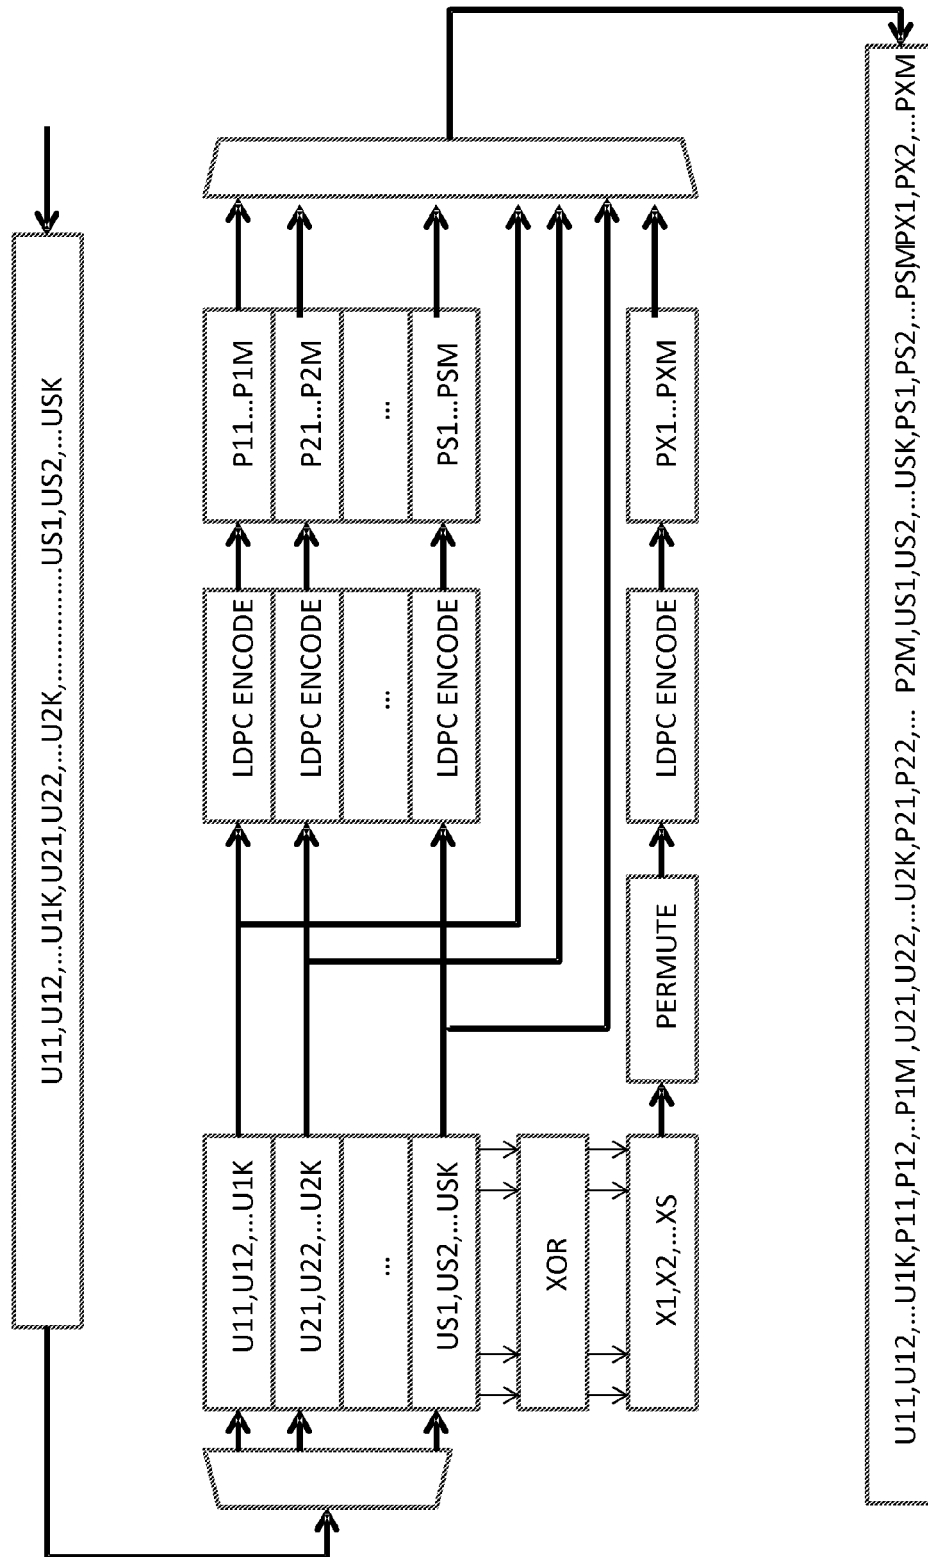 U11,U12,...U1K,U21,U22,...U2K,................US1,US2,...USK
U11,U12,...U1K
LDPC ENCODE
P11...P1M
U21,U22,...U2K
LDPC ENCODE
P21...P2M
...
...
...
US1,US2,...USK
LDPC ENCODE
PS1...PSM
XOR
X1,X2,...XS
PERMUTE
LDPC ENCODE
PX1...PXM
U11,U12,...U1K,P11,P12,...P1M ,U21,U22,...U2K,P21,P22,... P2M,US1,US2,...USK,PS1,PS2,...PSM,PX1,PX2,...PXM